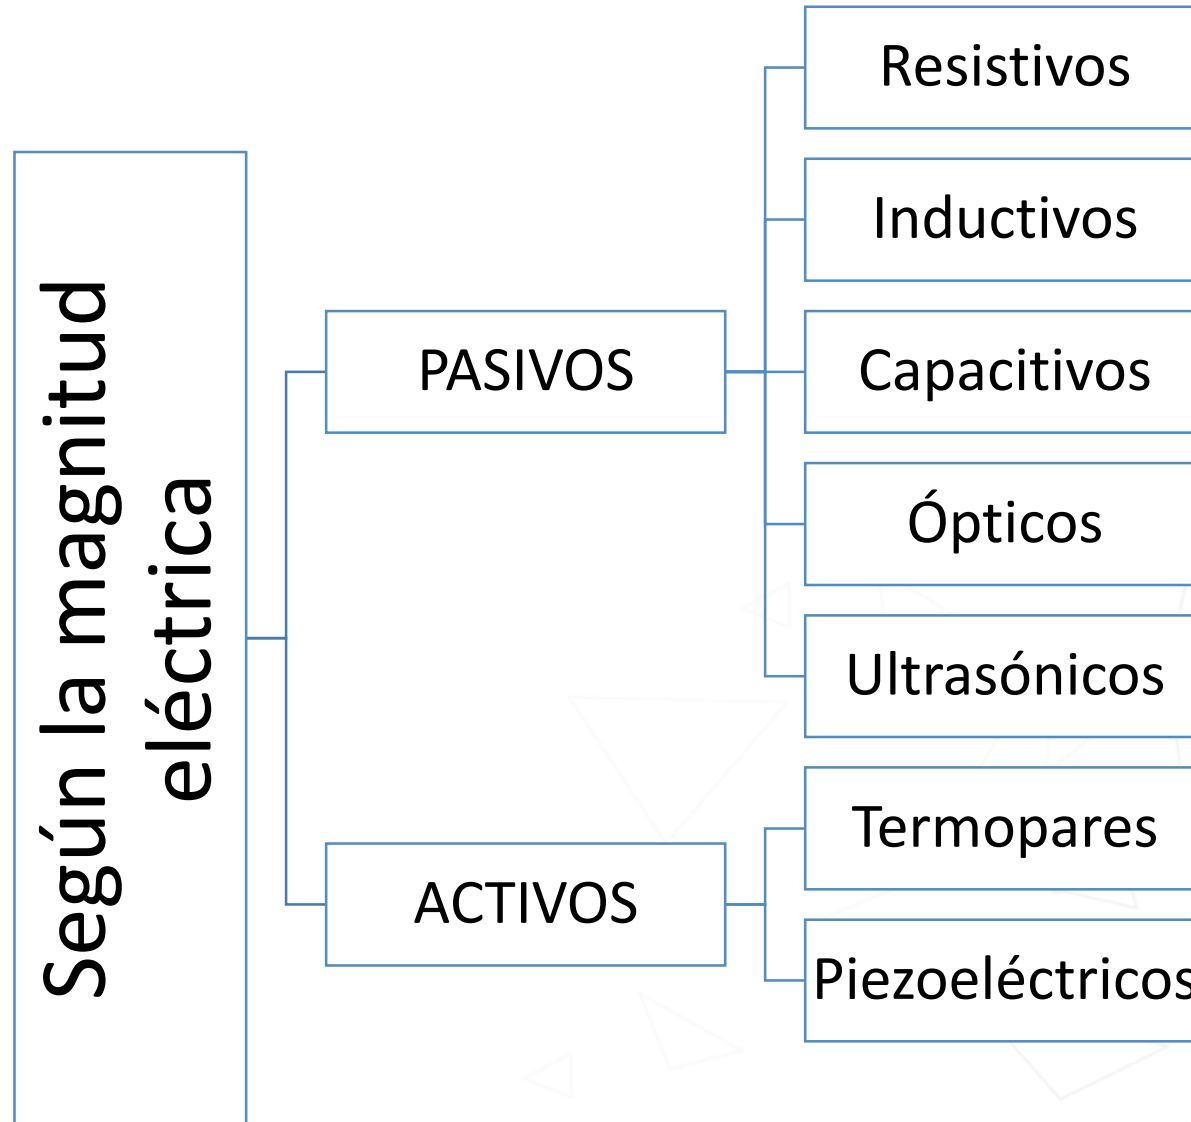 Según la magnitud
eléctrica
PASIVOS
Resistivos
Inductivos
Capacitivos
Ópticos
Ultrasónicos
ACTIVOS
Termopares
Piezoeléctricos